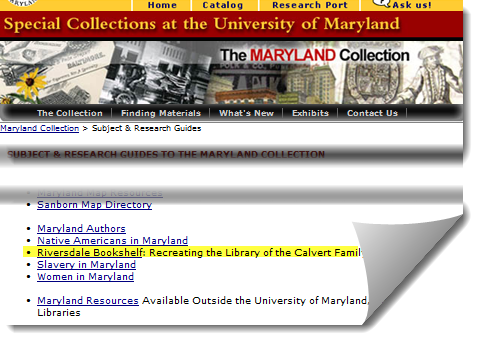 Home Catalog Research Port Ask us!
Special Collections at the University of Maryland
The MARYLAND Collection
The Collection Finding Materials What's New Exhibits Contact Us
Maryland Collection > Subject & Research Guides
SUBJECT & RESEARCH GUIDES TO THE MARYLAND COLLECTION
Maryland Map Resources
• Sanborn Map Directory
• Maryland Authors
• Native Americans in Maryland
• Riversdale Bookshelf: Recreating the Library of the Calvert Famil
• Slavery in Maryland
• Women in Maryland
• Maryland Resources Available Outside the University of Maryland
Libraries